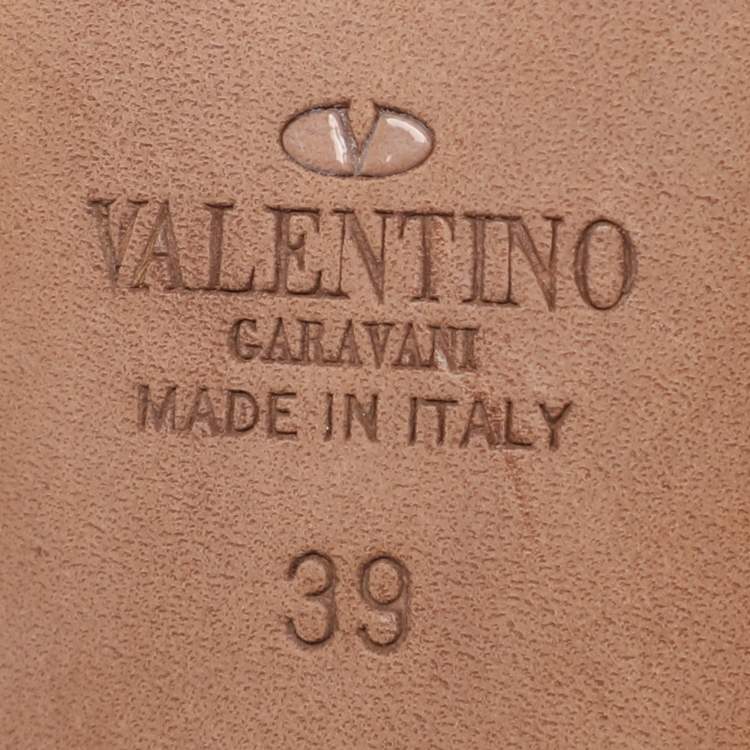 V
VALENTINO
GARAVANI
MADE IN ITALY
39